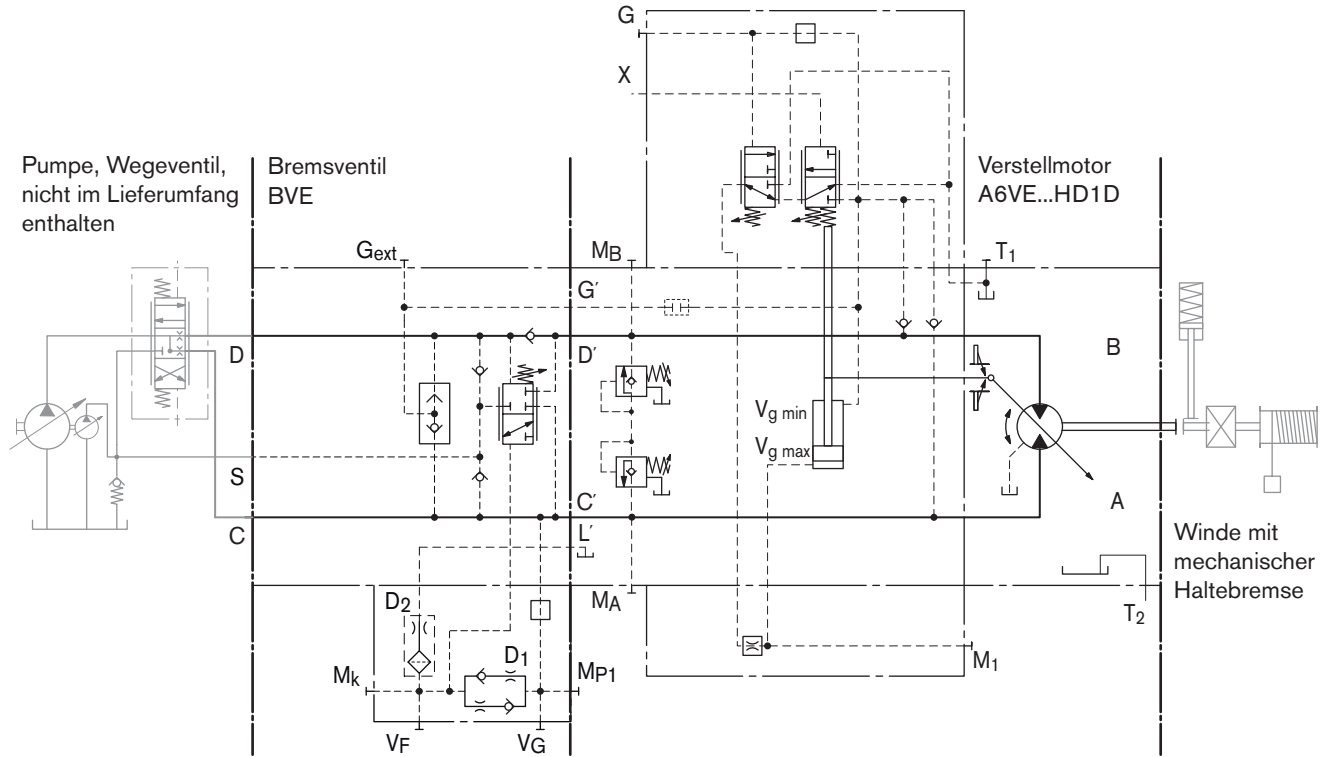 G
X
Pumpe, Wegeventil,
nicht im Lieferumfang
enthalten
Bremsventil
BVE
Verstellmotor
A6VE...HD1D
Gext
MB
T1
G′
D
D′
B
Vg min
Vg max
S
C′
A
C
L′
Winde mit
mechanischer
Haltebremse
D2
MA
T2
D1
M1
Mk
MP1
VF
VG